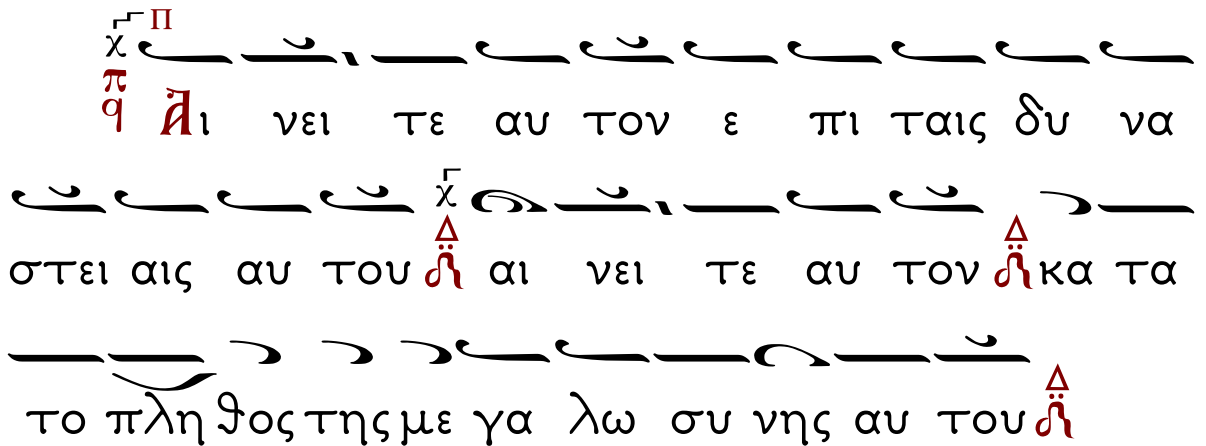 χ Π
π q Αι νει τε αυ τον ε πι ταις δυ να
στει αις αυ του χ Δ αι νει τε αυ τον Δ κα τα
το πλη θος της με γα λω συ νης αυ του Δ